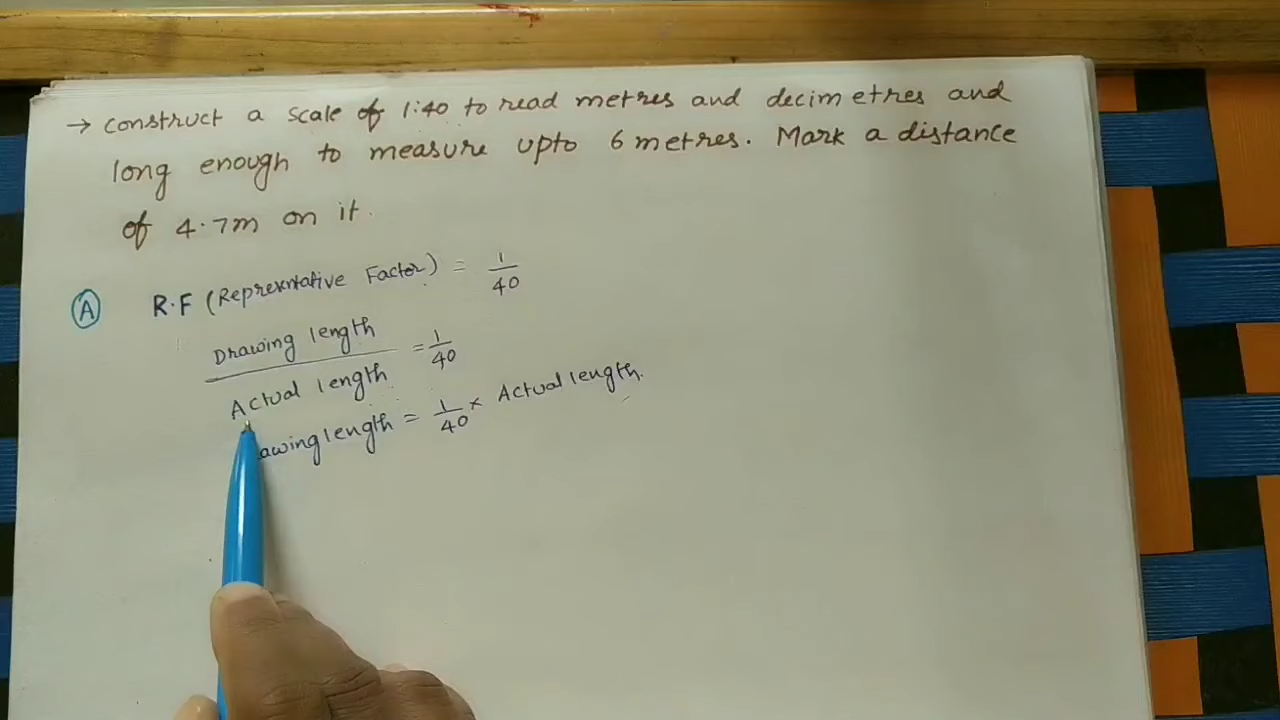 → construct a scale of 1:40 to read metres and decimetres and
long enough to measure upto 6 metres. Mark a distance
of 4.7m on it.
A R.F (Representative Factor) = 1/40
Drawing length / Actual length = 1/40
awing length = 1/40 × Actual length.